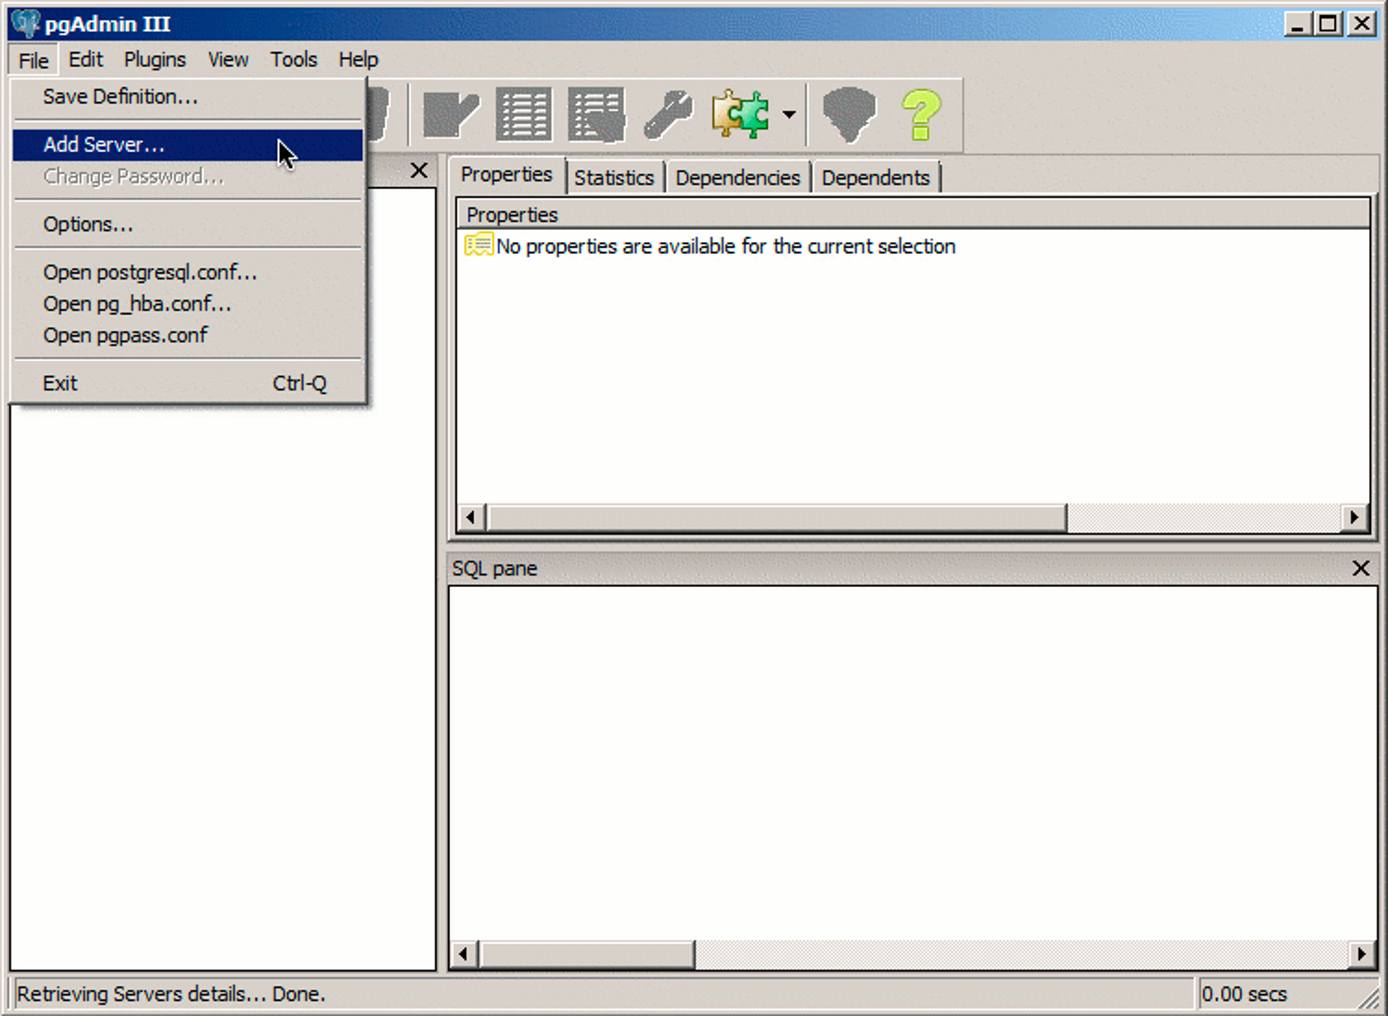 pgAdmin III
File Edit Plugins View Tools Help
Save Definition...
Add Server...
Change Password...
Options...
Open postgresql.conf...
Open pg_hba.conf...
Open pgpass.conf
Exit Ctrl-Q
Properties Statistics Dependencies Dependents
Properties
No properties are available for the current selection
SQL pane
Retrieving Servers details... Done. 0.00 secs